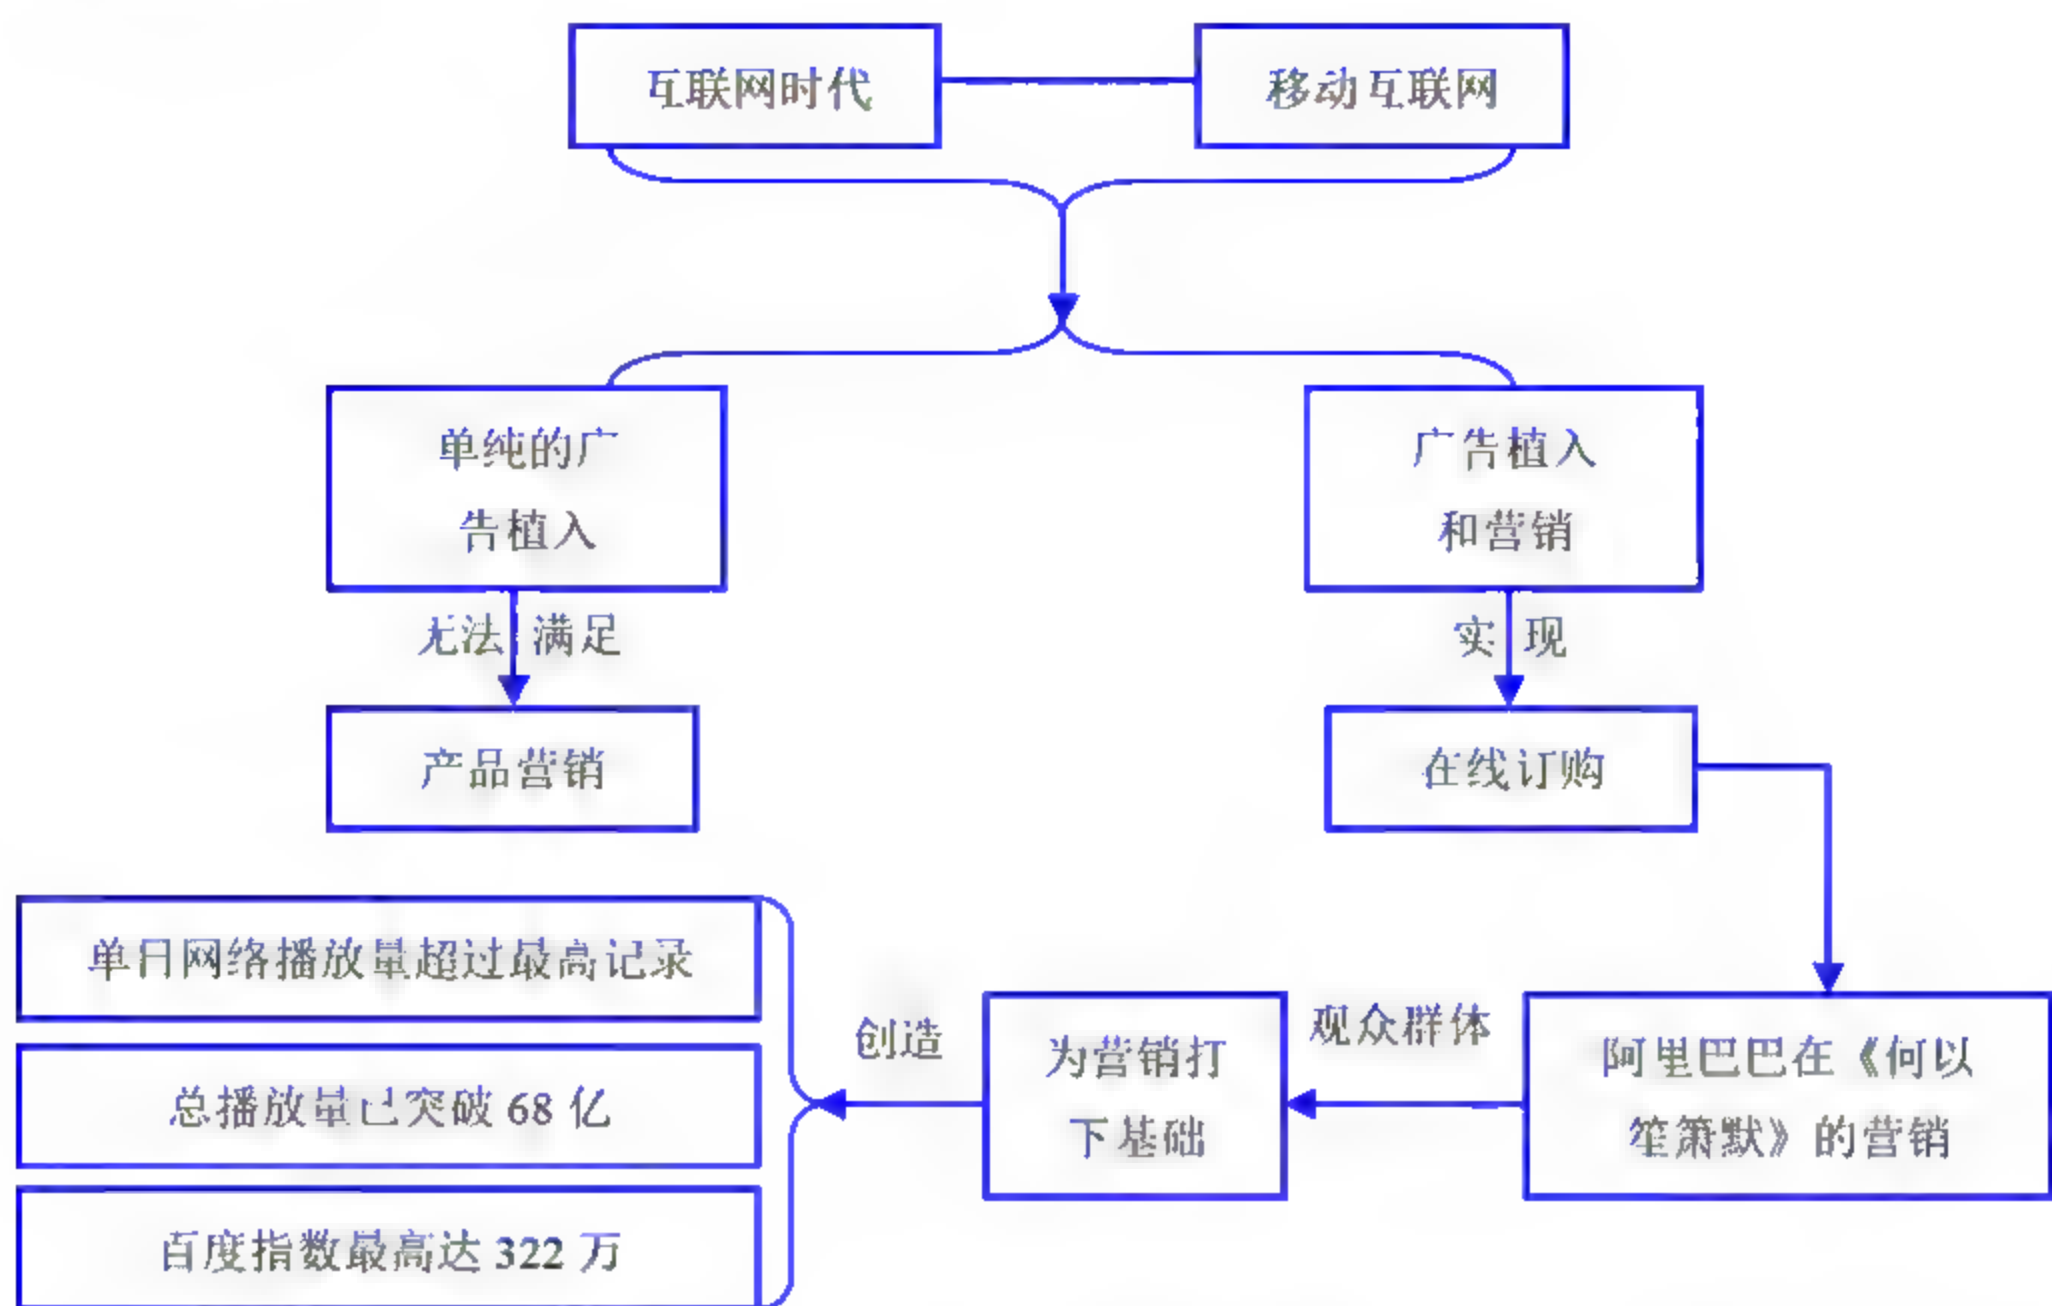 互联网时代
移动互联网
单纯的广
告植入
广告植入
和营销
无法 满足
实 现
产品营销
在线订购
单日网络播放量超过最高记录
总播放量已突破 68 亿
百度指数最高达 322 万
创造
为营销打
下基础
观众群体
阿里巴巴在《何以
笙箫默》的营销